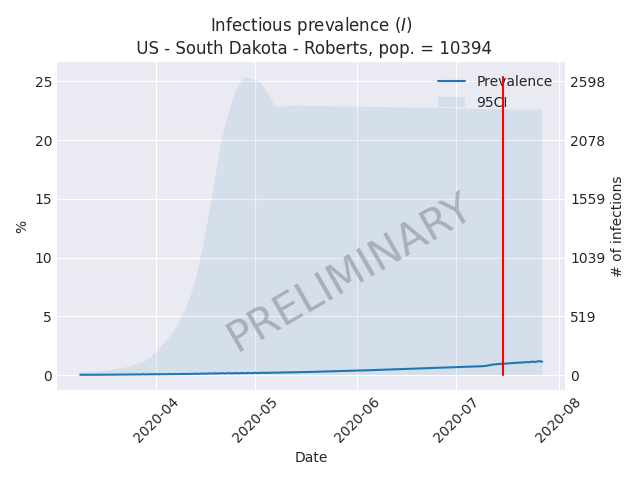 Infectious prevalence (I)
US - South Dakota - Roberts, pop. = 10394
Prevalence
95CI
25
20
15
10
5
0
%
2598
2078
1559
1039
519
0
# of infections
PRELIMINARY
2020-04
2020-05
2020-06
2020-07
2020-08
Date